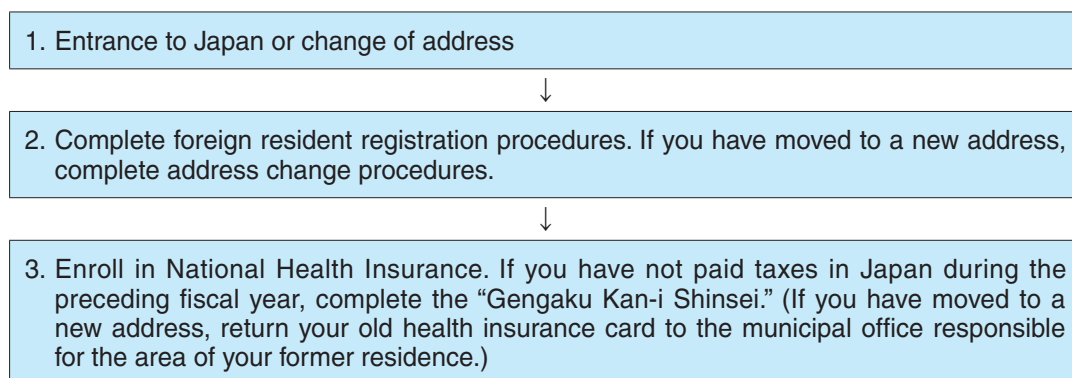 1. Entrance to Japan or change of address
↓
2. Complete foreign resident registration procedures. If you have moved to a new address,
complete address change procedures.
↓
3. Enroll in National Health Insurance. If you have not paid taxes in Japan during the
preceding fiscal year, complete the “Gengaku Kan-i Shinsei.” (If you have moved to a
new address, return your old health insurance card to the municipal office responsible
for the area of your former residence.)